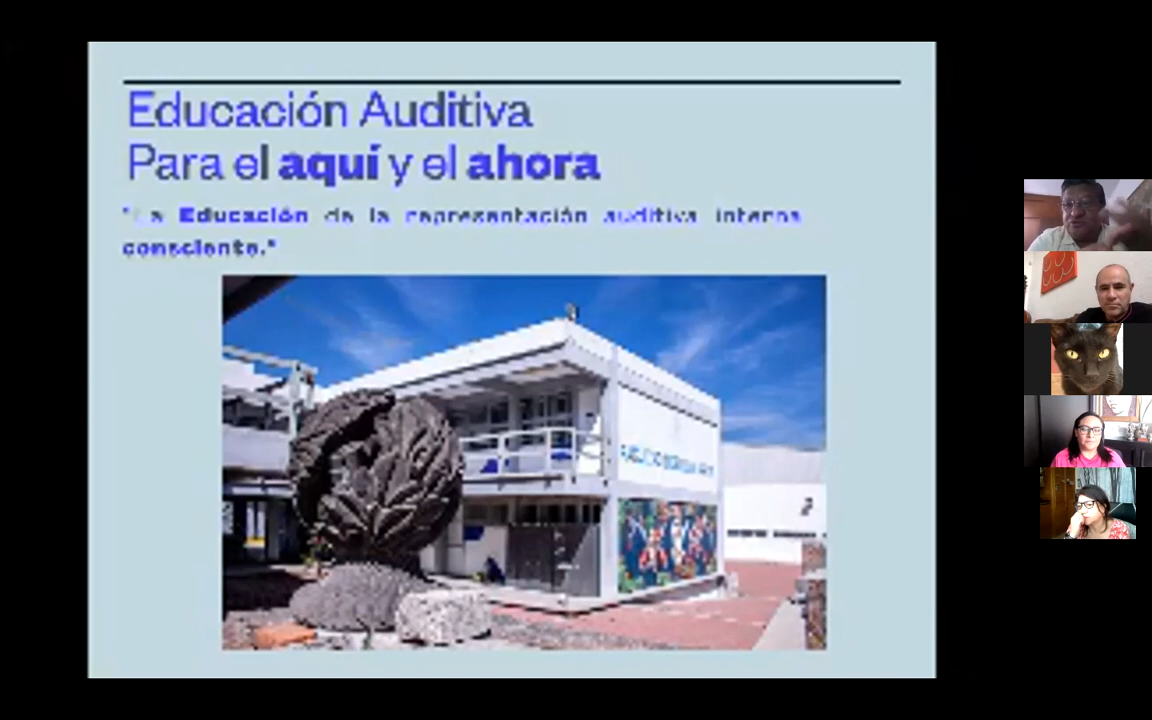 Educación Auditiva
Para el aquí y el ahora
"La Educación de la representación auditiva interna
consciente."